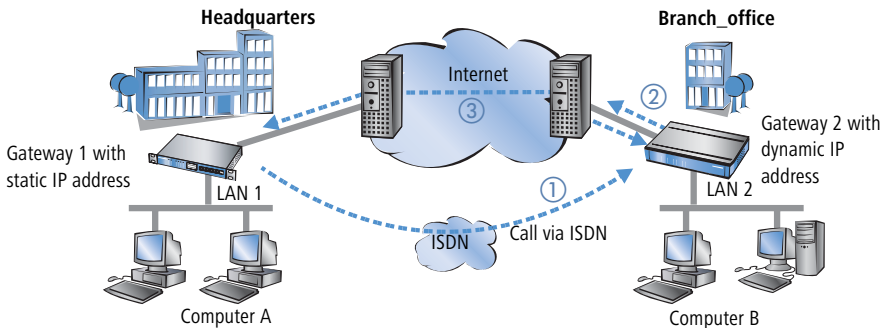 Headquarters
Branch_office
Internet
③
②
Gateway 1 with
static IP address
Gateway 2 with
dynamic IP
address
LAN 1
①
LAN 2
ISDN
Call via ISDN
Computer A
Computer B